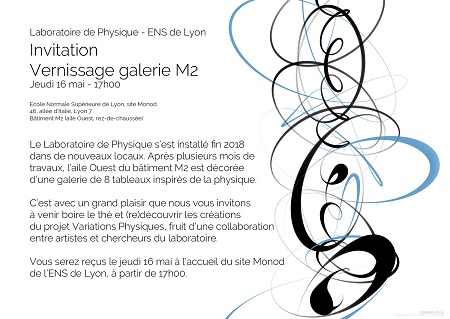 Laboratoire de Physique - ENS de Lyon
Invitation
Vernissage galerie M2
Jeudi 16 mai - 17h00
Ecole Normale Supérieure de Lyon, site Monod
46, allée d'Italie, Lyon 7
Bâtiment M2 (aile Ouest, rez-de-chaussée)
Le Laboratoire de Physique s'est installé fin 2018
dans de nouveaux locaux. Après plusieurs mois de
travaux, l'aile Ouest du bâtiment M2 est décorée
d'une galerie de 8 tableaux inspirés de la physique.
C'est avec un grand plaisir que nous vous invitons
à venir boire le thé et (re)découvrir les créations
du projet Variations Physiques, fruit d'une collaboration
entre artistes et chercheurs du laboratoire.
Vous serez reçus le jeudi 16 mai à l'accueil du site Monod
de l'ENS de Lyon, à partir de 17h00.